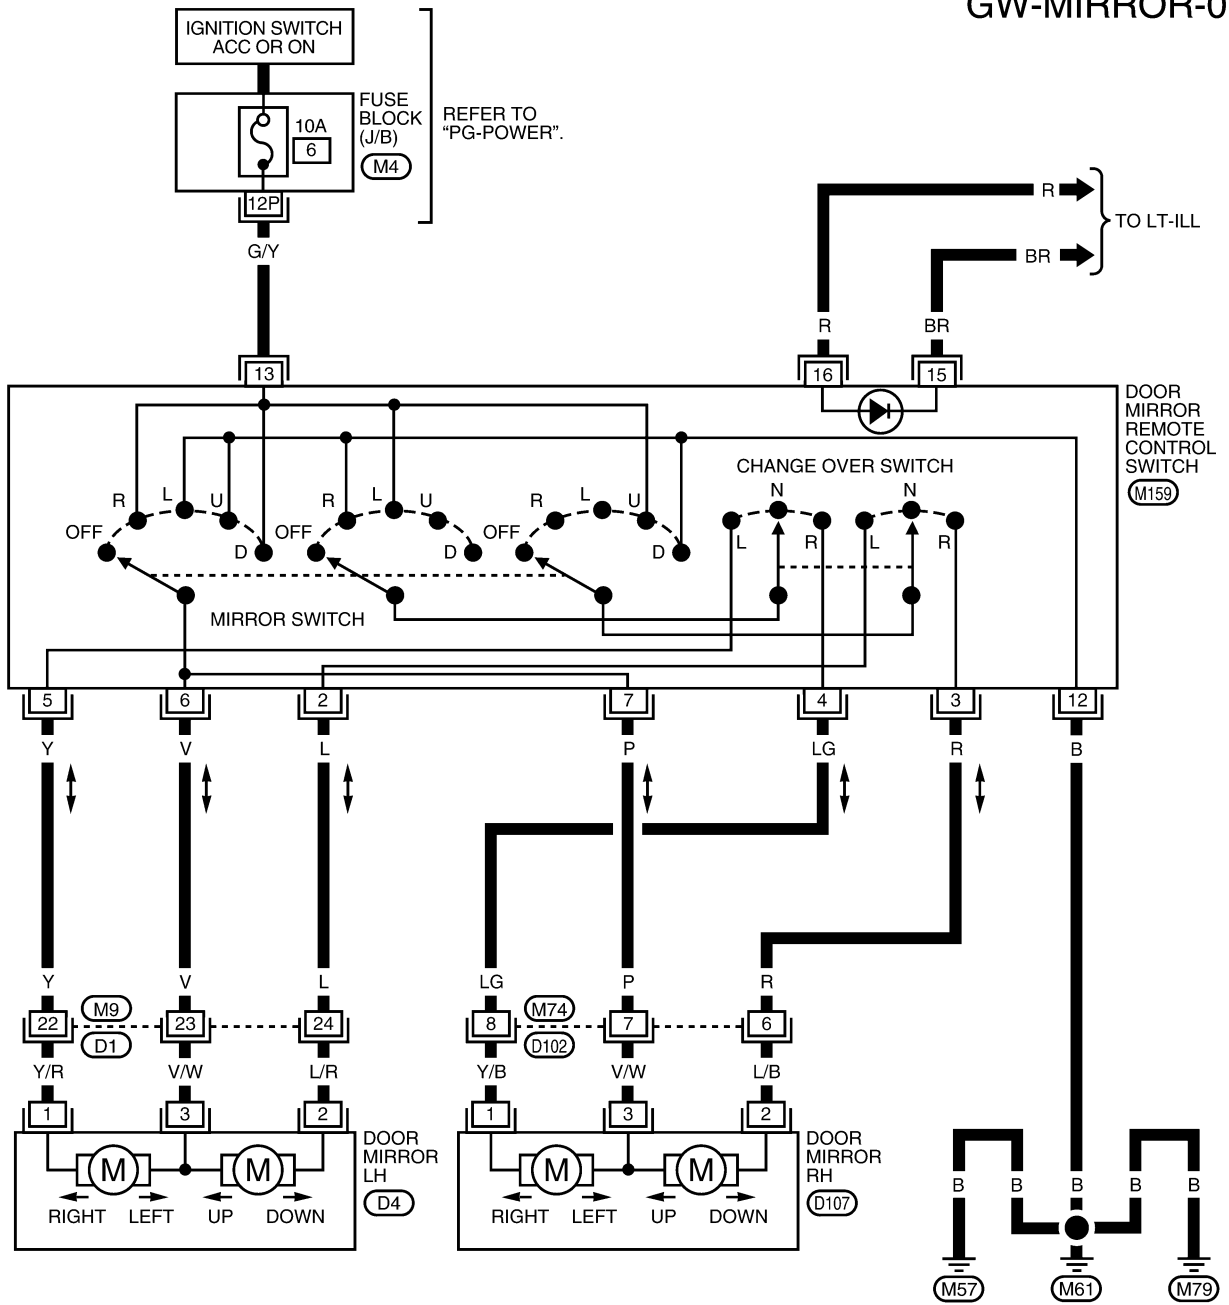 GW-MIRROR-0
IGNITION SWITCH
ACC OR ON
FUSE
BLOCK
(J/B)
M4
10A
6
REFER TO
“PG-POWER”.
12P
G/Y
R
BR
TO LT-ILL
R
BR
13
16
15
DOOR
MIRROR
REMOTE
CONTROL
SWITCH
M159
CHANGE OVER SWITCH
OFF R L U D
OFF R L U D
OFF R L U D
L N R
L N R
MIRROR SWITCH
5 6 2 7 4 3 12
Y V L P LG R B
Y V L LG P R
M9
M74
22 23 24 8 7 6
D1
D102
Y/R V/W L/R Y/B V/W L/B
1 3 2 1 3 2
M M
RIGHT LEFT UP DOWN
DOOR
MIRROR
LH
D4
M M
RIGHT LEFT UP DOWN
DOOR
MIRROR
RH
D107
B B B B B
M57 M61 M79